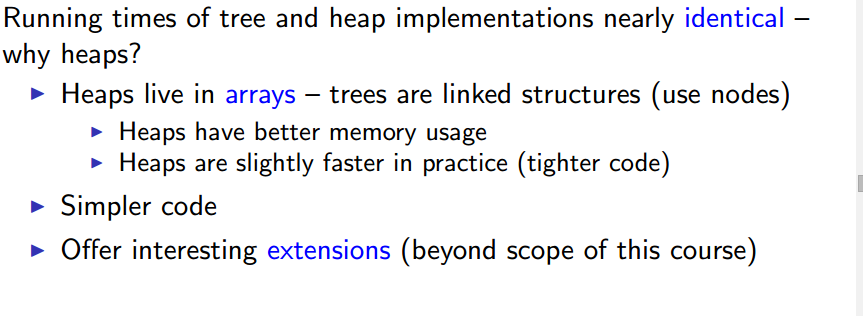 Running times of tree and heap implementations nearly identical –
why heaps?
Heaps live in arrays – trees are linked structures (use nodes)
Heaps have better memory usage
Heaps are slightly faster in practice (tighter code)
Simpler code
Offer interesting extensions (beyond scope of this course)